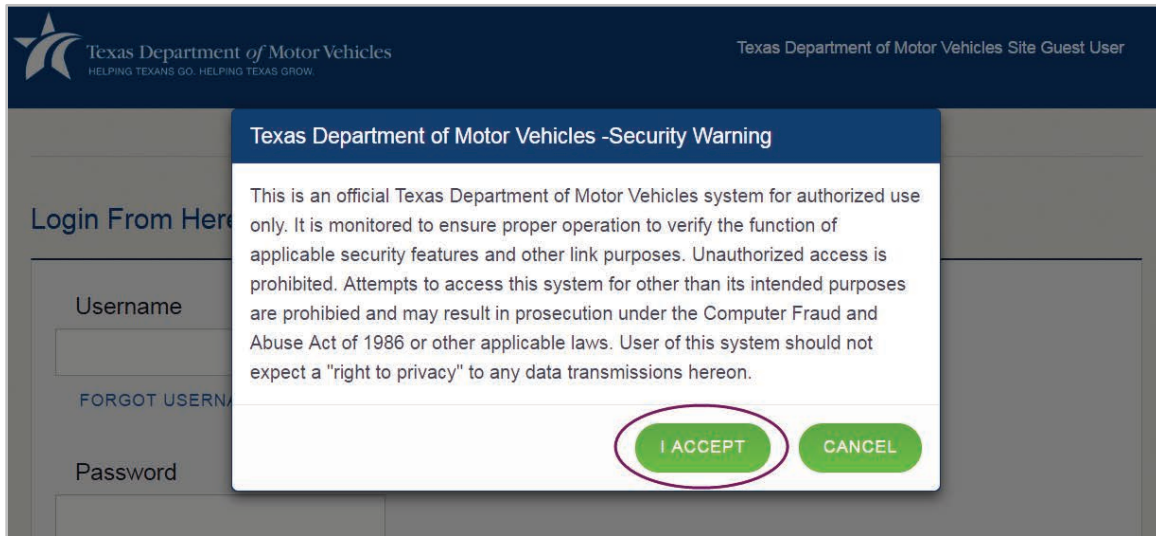 Texas Department of Motor Vehicles
HELPING TEXANS GO. HELPING TEXAS GROW.
Texas Department of Motor Vehicles Site Guest User
Texas Department of Motor Vehicles -Security Warning
This is an official Texas Department of Motor Vehicles system for authorized use
only. It is monitored to ensure proper operation to verify the function of
applicable security features and other link purposes. Unauthorized access is
prohibited. Attempts to access this system for other than its intended purposes
are prohibied and may result in prosecution under the Computer Fraud and
Abuse Act of 1986 or other applicable laws. User of this system should not
expect a "right to privacy" to any data transmissions hereon.
I ACCEPT
CANCEL
Login From Here
Username
FORGOT USERNA
Password